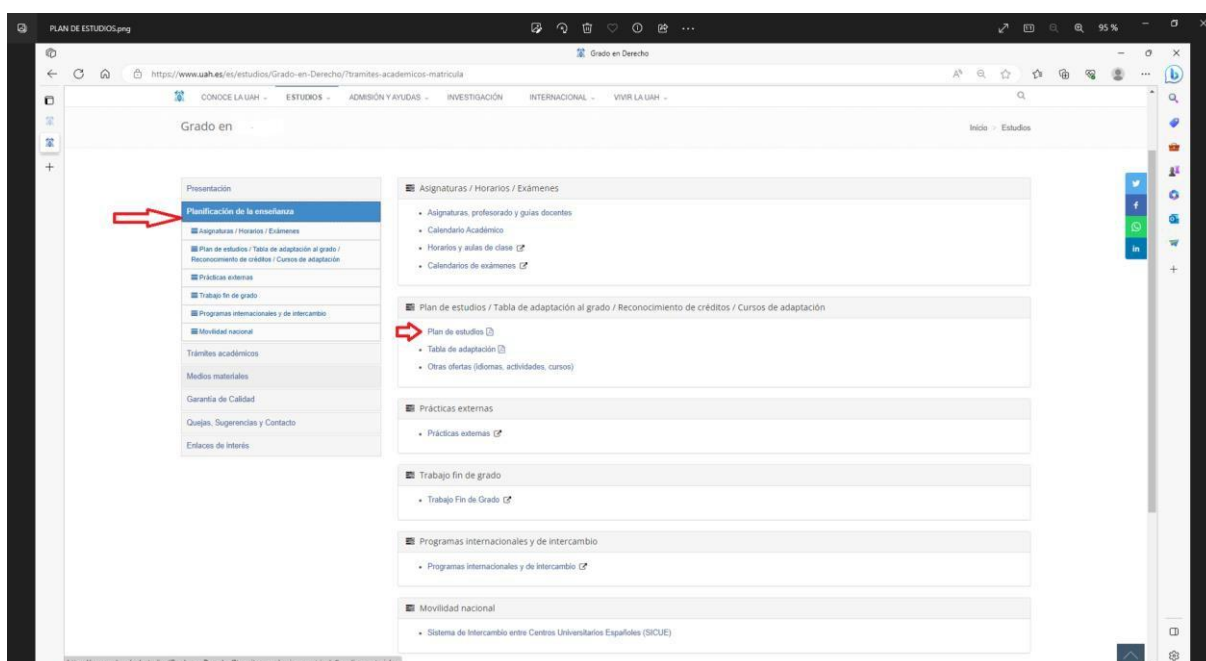 PLAN DE ESTUDIOS.png
95 %
Grado en Derecho
https://www.uah.es/es/estudios/Grado-en-Derecho/?tramites-academicos-matricula
CONOCE LA UAH
ESTUDIOS
ADMISIÓN Y AYUDAS
INVESTIGACIÓN
INTERNACIONAL
VIVIR LA UAH
Grado en
Inicio > Estudios
Presentación
Planificación de la enseñanza
Asignaturas / Horarios / Exámenes
Plan de estudios / Tabla de adaptación al grado /
Reconocimiento de créditos / Cursos de adaptación
Prácticas externas
Trabajo fin de grado
Programas internacionales y de intercambio
Movilidad nacional
Trámites académicos
Medios materiales
Garantía de Calidad
Quejas, Sugerencias y Contacto
Enlaces de interés
Asignaturas / Horarios / Exámenes
Asignaturas, profesorado y guías docentes
Calendario Académico
Horarios y aulas de clase
Calendarios de exámenes
Plan de estudios / Tabla de adaptación al grado / Reconocimiento de créditos / Cursos de adaptación
Plan de estudios
Tabla de adaptación
Otras ofertas (idiomas, actividades, cursos)
Prácticas externas
Prácticas externas
Trabajo fin de grado
Trabajo Fin de Grado
Programas internacionales y de intercambio
Programas internacionales y de intercambio
Movilidad nacional
Sistema de Intercambio entre Centros Universitarios Españoles (SICUE)